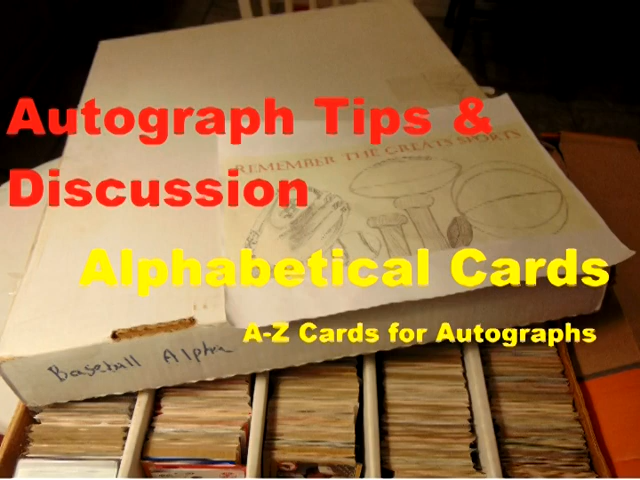 Autograph Tips &
Discussion
REMEMBER THE GREATS SPORTS
Alphabetical Cards
A-Z Cards for Autographs
Baseball Alpha